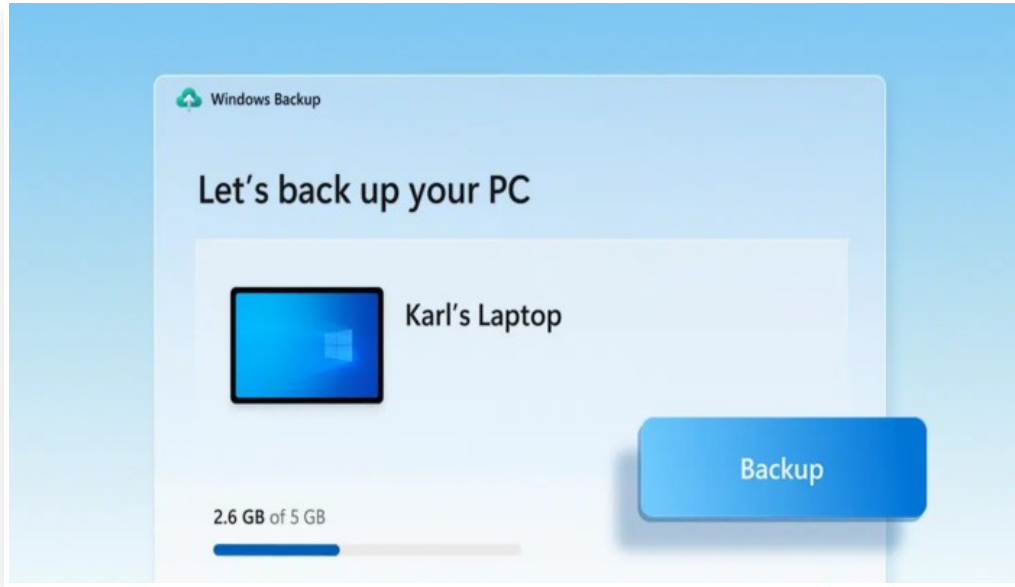 Windows Backup
Let's back up your PC
Karl's Laptop
Backup
2.6 GB of 5 GB